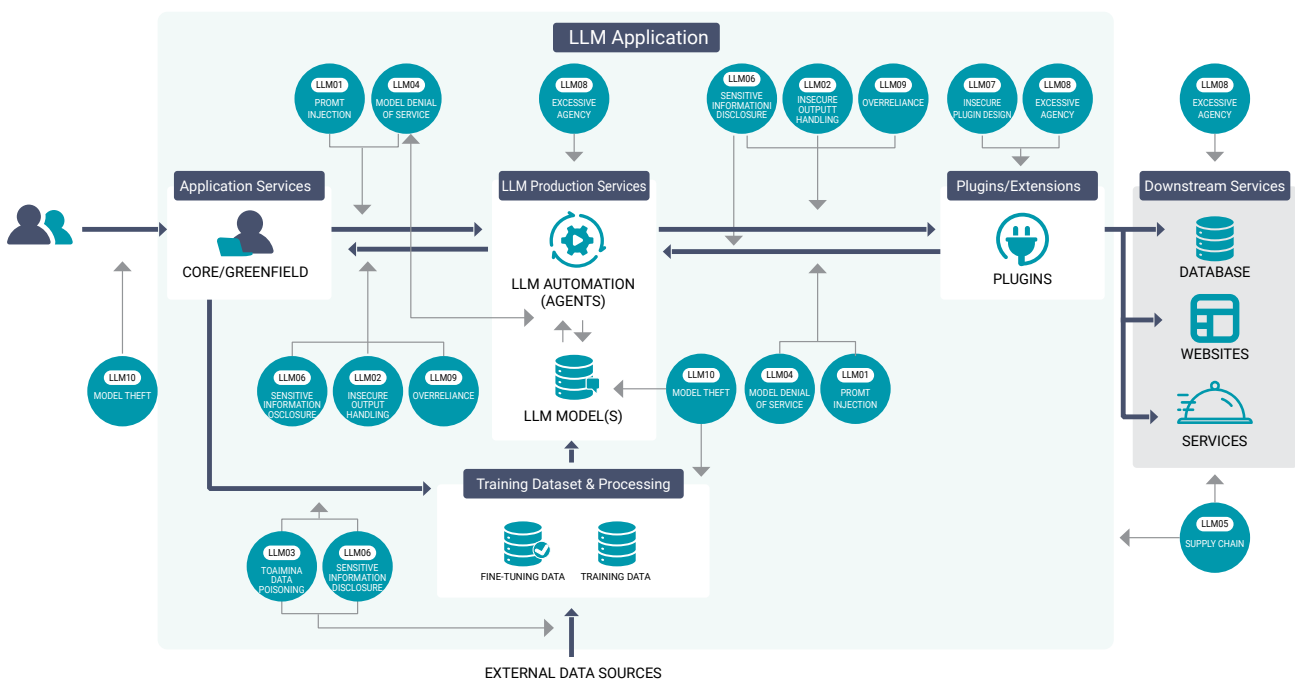 LLM Application
LLM01
PROMT
INJECTION
LLM04
MODEL DENIAL
OF SERVICE
LLM08
EXCESSIVE
AGENCY
LLM06
SENSITIVE
INFORMATIONI
DISCLOSURE
LLM02
INSECURE
OUTPUTT
HANDLING
LLM09
OVERRELIANCE
LLM07
INSECURE
PLUGIN DESIGN
LLM08
EXCESSIVE
AGENCY
LLM08
EXCESSIVE
AGENCY
Application Services
CORE/GREENFIELD
LLM Production Services
LLM AUTOMATION
(AGENTS)
LLM MODEL(S)
Plugins/Extensions
PLUGINS
Downstream Services
DATABASE
WEBSITES
SERVICES
LLM10
MODEL THEFT
LLM06
SENSITIVE
INFORMATION
OSCLOSURE
LLM02
INSECURE
OUTPUT
HANDLING
LLM09
OVERRELIANCE
LLM10
MODEL THEFT
LLM04
MODEL DENIAL
OF SERVICE
LLM01
PROMT
INJECTION
Training Dataset & Processing
FINE-TUNING DATA
TRAINING DATA
LLM03
TOAIMINA
DATA
POISONING
LLM06
SENSITIVE
INFORMATION
DISCLOSURE
LLM05
SUPPLY CHAIN
EXTERNAL DATA SOURCES